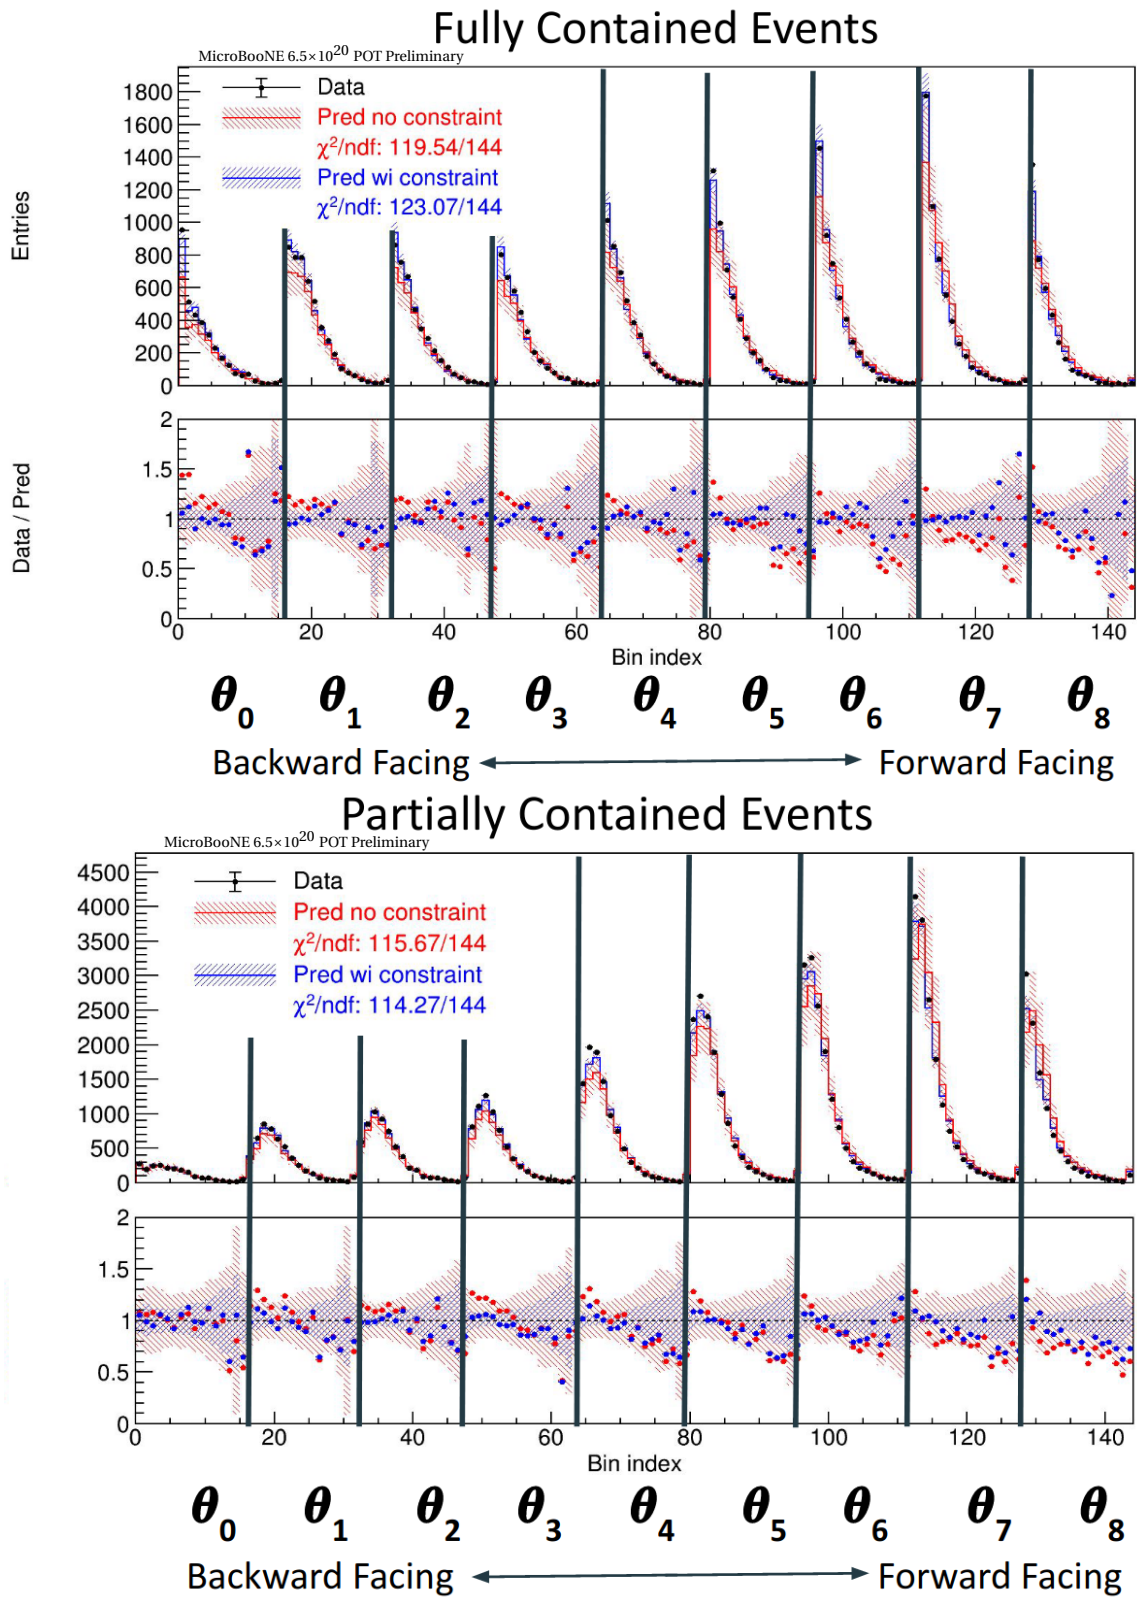 Fully Contained Events
MicroBooNE 6.5×10²⁰ POT Preliminary
Data
Pred no constraint
χ²/ndf: 119.54/144
Pred wi constraint
χ²/ndf: 123.07/144
Entries
1800
1600
1400
1200
1000
800
600
400
200
0
Data / Pred
2
1.5
1
0.5
0
0 20 40 60 80 100 120 140
Bin index
θ₀ θ₁ θ₂ θ₃ θ₄ θ₅ θ₆ θ₇ θ₈
Backward Facing Forward Facing
Partially Contained Events
MicroBooNE 6.5×10²⁰ POT Preliminary
Data
Pred no constraint
χ²/ndf: 115.67/144
Pred wi constraint
χ²/ndf: 114.27/144
4500
4000
3500
3000
2500
2000
1500
1000
500
0
2
1.5
1
0.5
0
0 20 40 60 80 100 120 140
Bin index
θ₀ θ₁ θ₂ θ₃ θ₄ θ₅ θ₆ θ₇ θ₈
Backward Facing Forward Facing